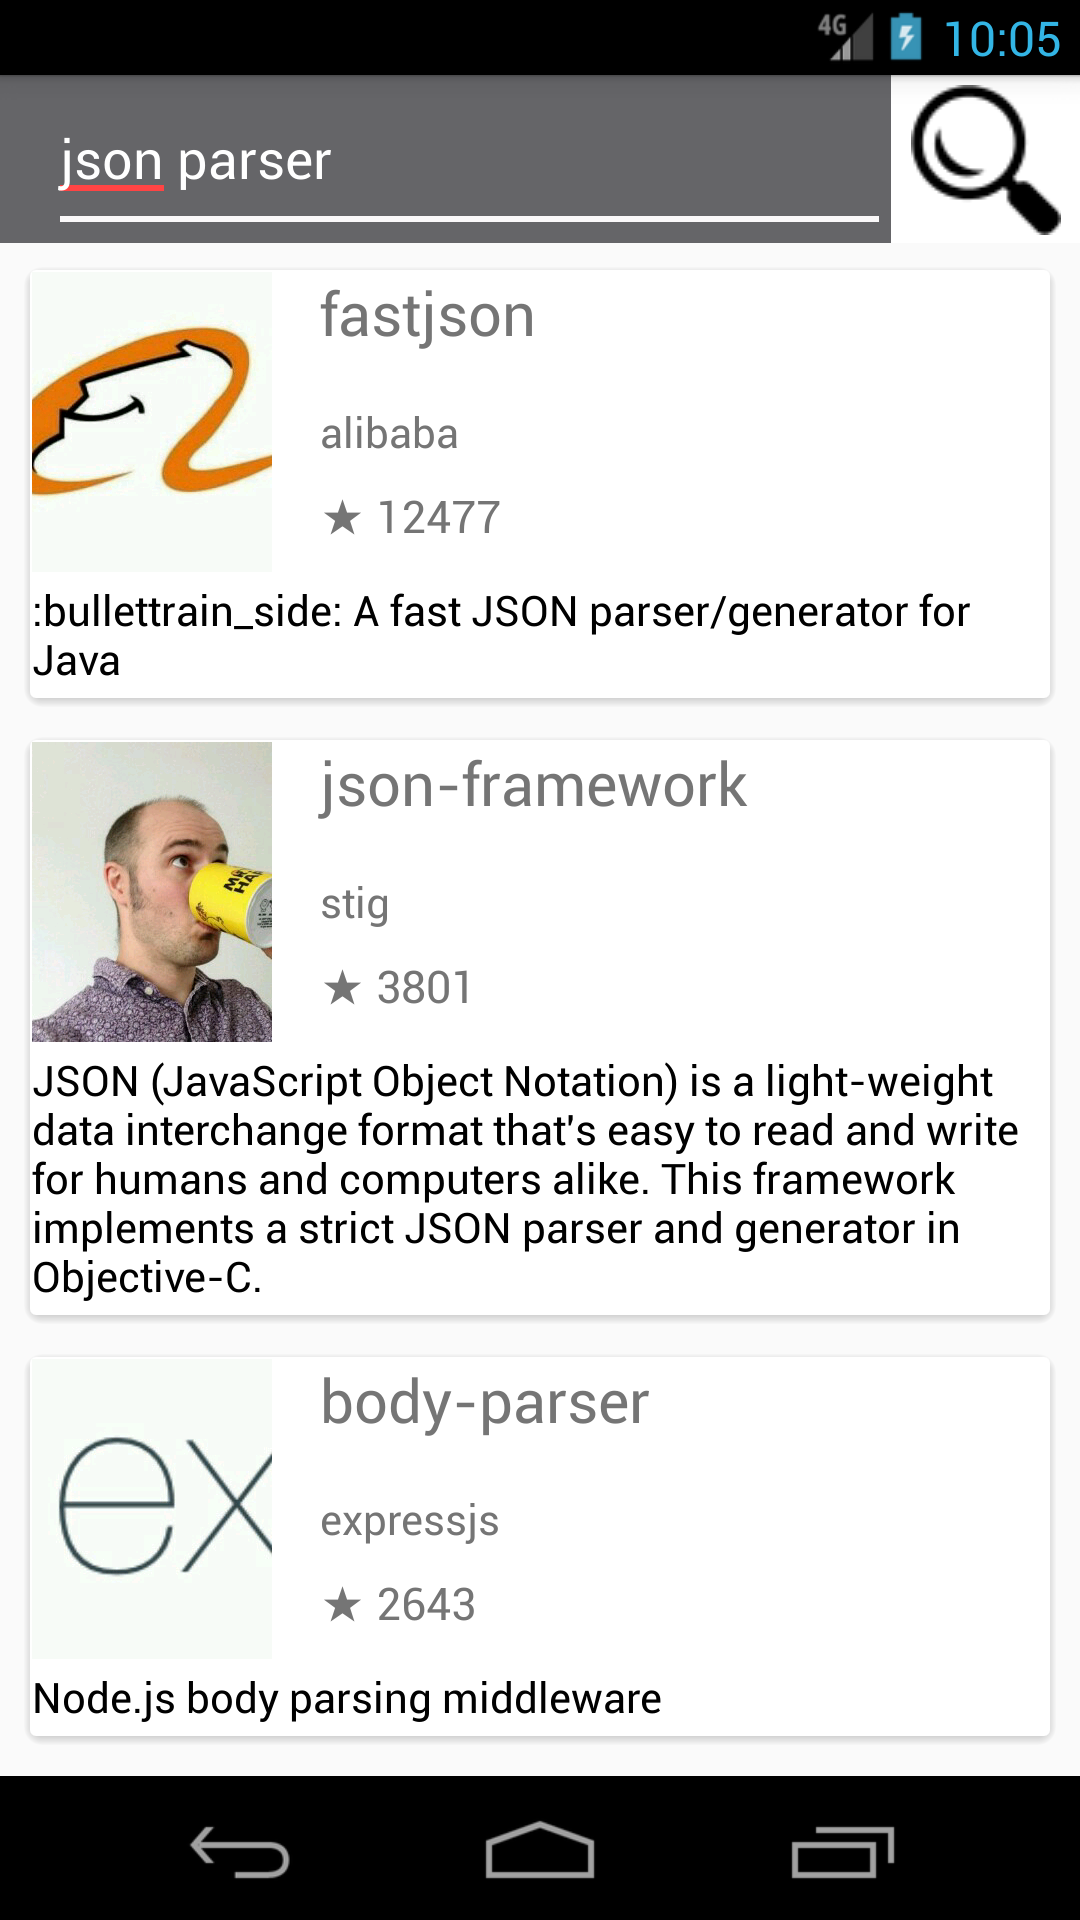 4G 10:05
json parser
fastjson
alibaba
★ 12477
:bullettrain_side: A fast JSON parser/generator for
Java
json-framework
stig
★ 3801
JSON (JavaScript Object Notation) is a light-weight
data interchange format that's easy to read and write
for humans and computers alike. This framework
implements a strict JSON parser and generator in
Objective-C.
ex
body-parser
expressjs
★ 2643
Node.js body parsing middleware